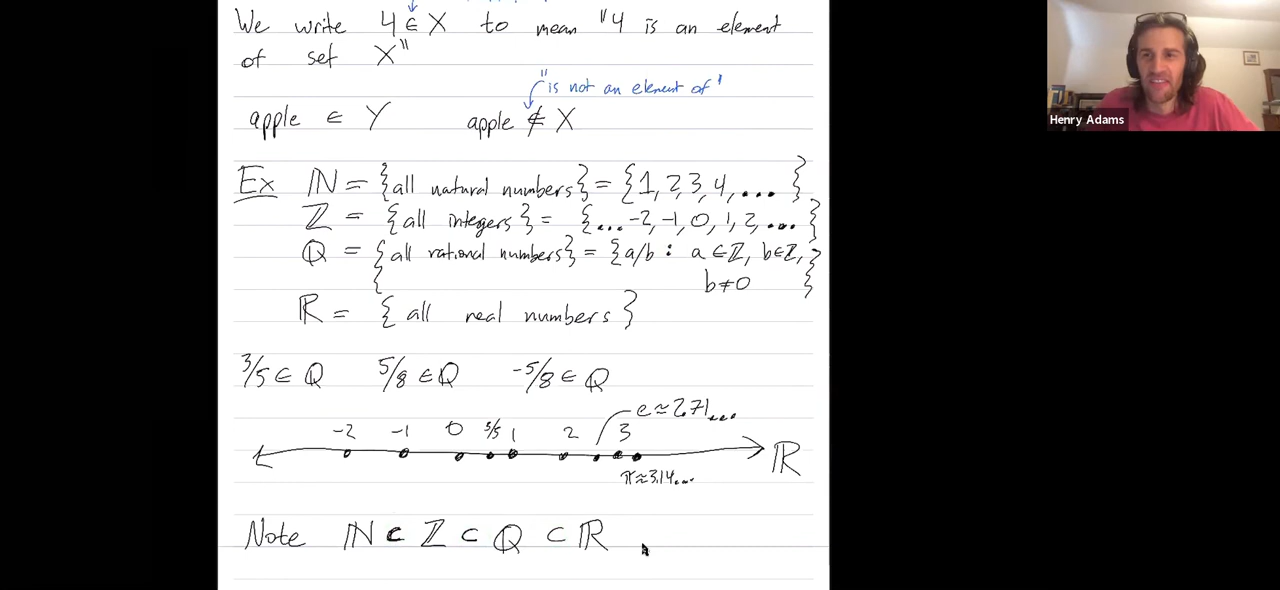 We write 4 ∈ X to mean "4 is an element
of set X"
"is not an element of"
apple ∈ Y apple ∉ X
Ex ℕ = {all natural numbers} = {1, 2, 3, 4, ... }
ℤ = {all integers} = {... -2, -1, 0, 1, 2, ... }
ℚ = {all rational numbers} = {a/b : a ∈ ℤ, b ∈ ℤ,
b ≠ 0 }
ℝ = { all real numbers }
3/5 ∈ ℚ 5/8 ∈ ℚ -5/8 ∈ ℚ
e ≈ 2.71...
-2 -1 0 1 2 3
ℝ
π ≈ 3.14...
Note ℕ ⊂ ℤ ⊂ ℚ ⊂ ℝ
Henry Adams